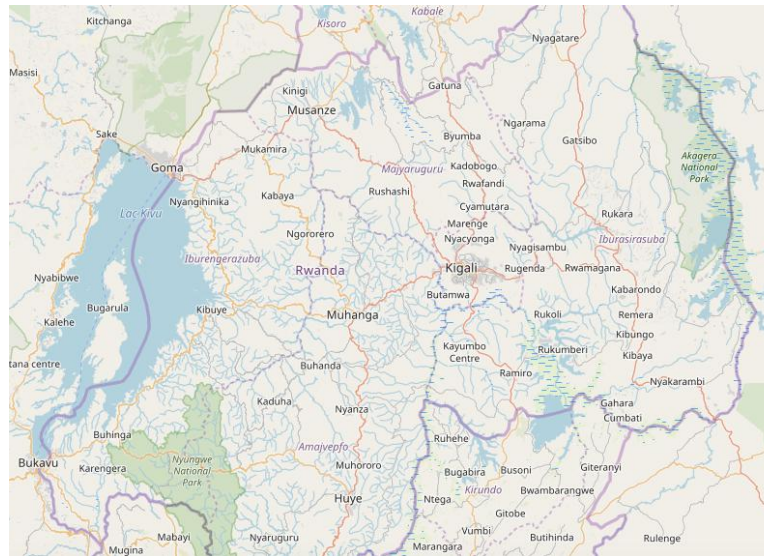 Kitchanga
Kisoro
Kabale
Nyagatare
Masisi
Kinigi
Gatuna
Musanze
Ngarama
Sake
Byumba
Gatsibo
Mukamira
Goma
Majyaruguru
Kadobogo
Akagera
National
Park
Rwafandi
Kabaya
Rushashi
Nyangihinika
Cyamutara
Lac Kivu
Rukara
Marenge
Ngororero
Nyacyonga
Nyagisambu
Iburasirasuba
Iburengerazuba
Nyabibwe
Rwanda
Kigali
Rugenda
Rwamagana
Butamwa
Kabarondo
Bugarula
Kibuye
Muhanga
Rukoli
Remera
Kalehe
Kibungo
Kayumbo
Centre
Rukumberi
Kibaya
tana centre
Buhanda
Ramiro
Nyakarambi
Kaduha
Nyanza
Gahara
Cumbati
Buhinga
Ruhehe
Amajyepfo
Nyungwe
National
Park
Bukavu
Karengera
Muhororo
Bugabira
Busoni
Giteranyi
Kirundo
Bwambarangwe
Huye
Ntega
Gitobe
Mabayi
Nyaruguru
Vumbi
Butihinda
Rulenge
Mugina
Marangara